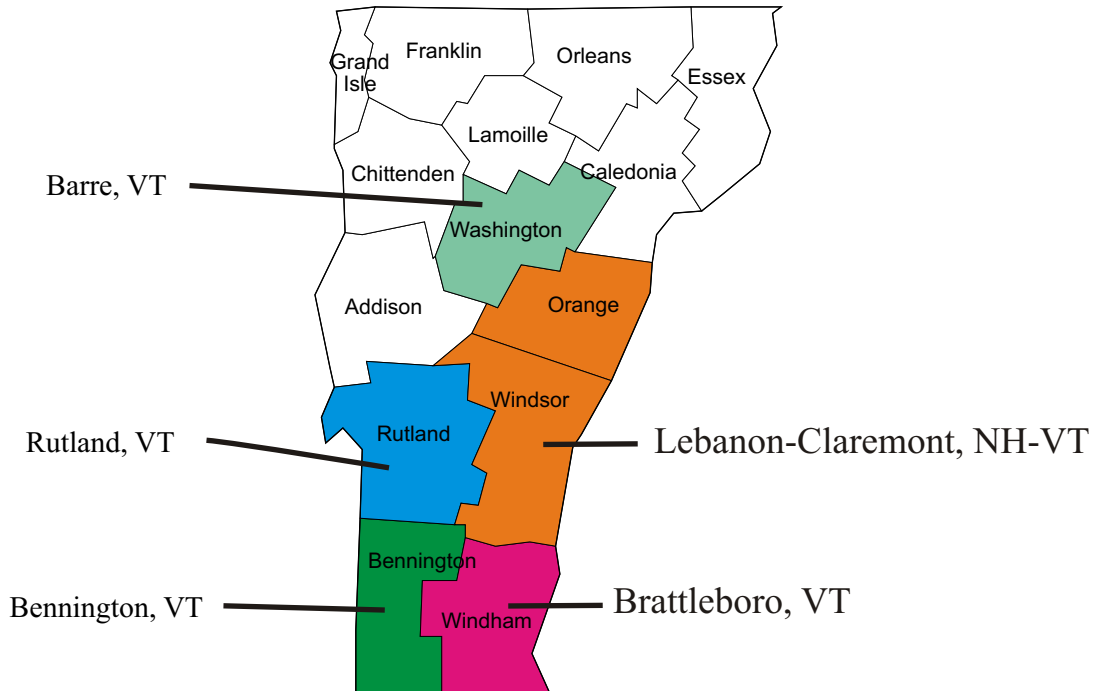 Franklin
Orleans
Grand
Isle
Essex
Lamoille
Chittenden
Caledonia
Barre, VT
Washington
Addison
Orange
Windsor
Rutland
Rutland, VT
Lebanon-Claremont, NH-VT
Bennington
Bennington, VT
Brattleboro, VT
Windham